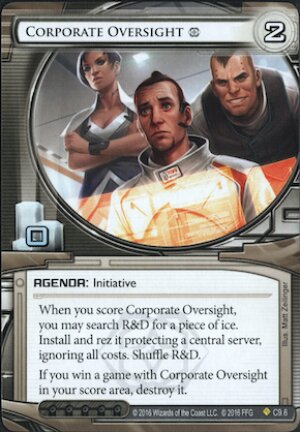 CORPORATE OVERSIGHT
2
0
AGENDA: Initiative
When you score Corporate Oversight,
you may search R&D for a piece of ice.
Install and rez it protecting a central server,
ignoring all costs. Shuffle R&D.
If you win a game with Corporate Oversight
in your score area, destroy it.
Illus. Matt Zeilinger
© 2016 Wizards of the Coast LLC. © 2016 FFG
C9.6